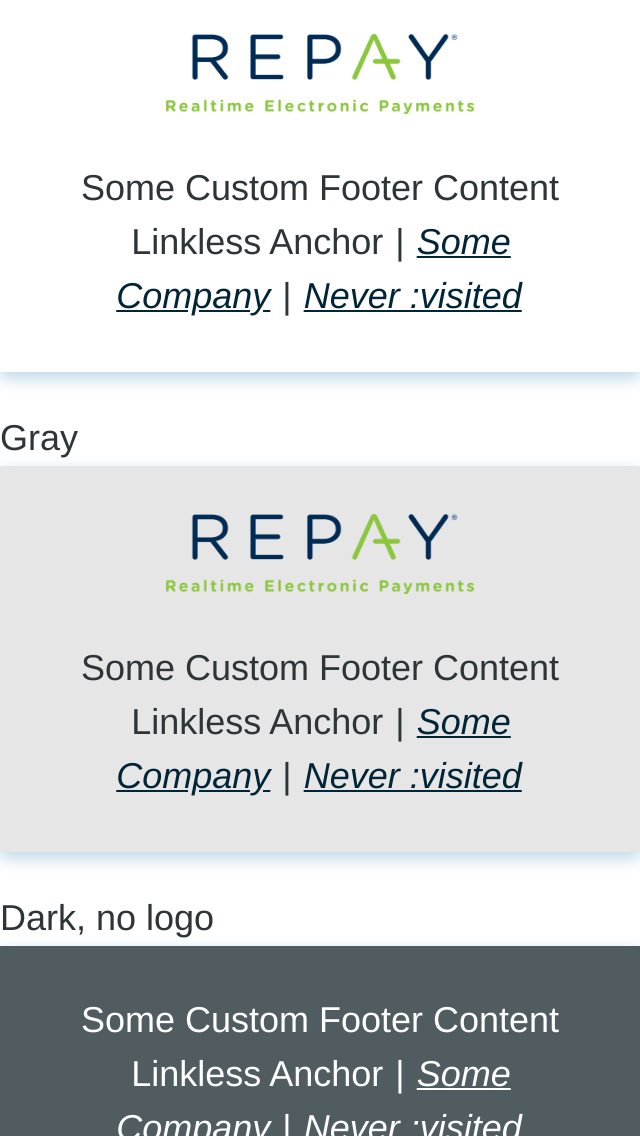 REPAY®
Realtime Electronic Payments
Some Custom Footer Content
Linkless Anchor | Some
Company | Never :visited
Gray
REPAY®
Realtime Electronic Payments
Some Custom Footer Content
Linkless Anchor | Some
Company | Never :visited
Dark, no logo
Some Custom Footer Content
Linkless Anchor | Some
Company | Never :visited